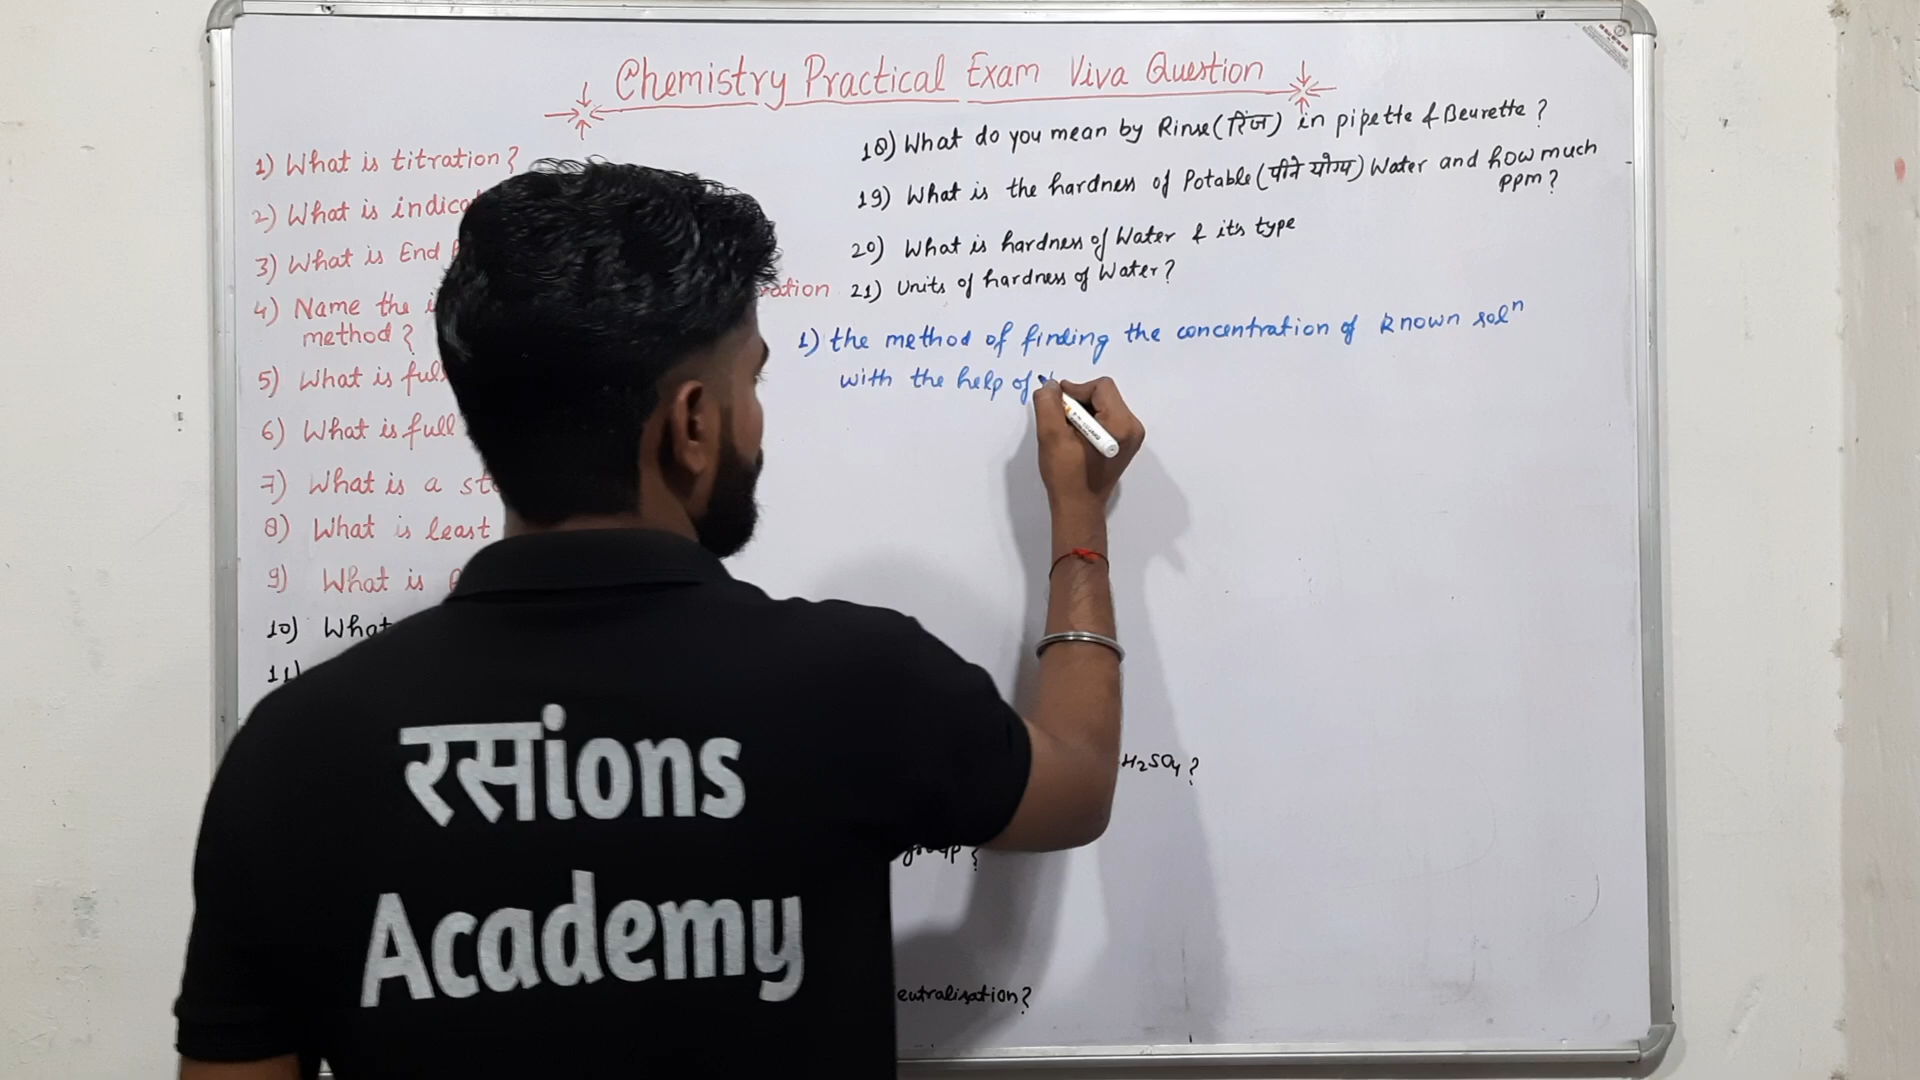 Chemistry Practical Exam Viva Question
1) What is titration?
2) What is
3) What is End
4) Name the
method?
5) What is
6) What is full
7) What is a
8) What is least
9) What is
10) What
11)
ration
18) What do you mean by Rinse (रिंज) in pipette & Beurette?
19) What is the hardness of Potable (पीने योग्य) Water and how much
ppm?
20) What is hardness of Water & its type
21) Units of hardness of Water?
1) the method of finding the concentration of known solⁿ
with the help of
H₂SO₄?
group?
eutralisation?
रसions
Academy